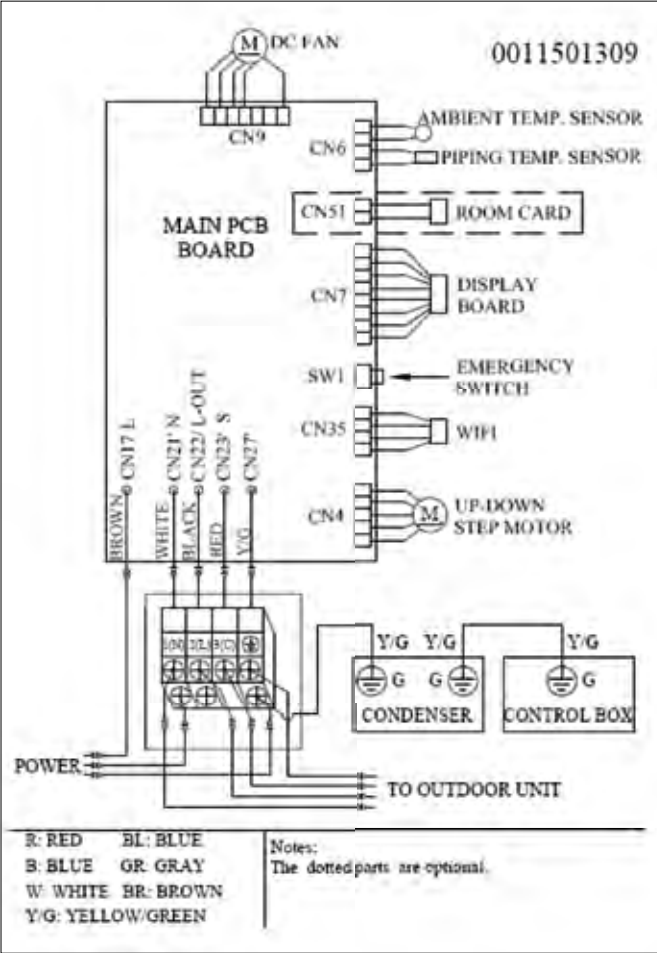 DC FAN
M
0011501309
CN9
AMBIENT TEMP. SENSOR
CN6
PIPING TEMP. SENSOR
CN51
ROOM CARD
MAIN PCB
BOARD
CN7
DISPLAY
BOARD
SW1
EMERGENCY
SWITCH
CN35
WIFI
CN4
M
UP-DOWN
STEP MOTOR
CN17 L
CN21' N
CN22/ L-OUT
CN23' S
CN27'
BROWN
WHITE
BLACK
RED
Y/G
1(N) 2(L) 3(C)
Y/G Y/G Y/G
G G G
CONDENSER
CONTROL BOX
POWER
TO OUTDOOR UNIT
R: RED BL: BLUE
B: BLUE GR: GRAY
W: WHITE BR: BROWN
Y/G: YELLOW/GREEN
Notes:
The dotted parts are optional.